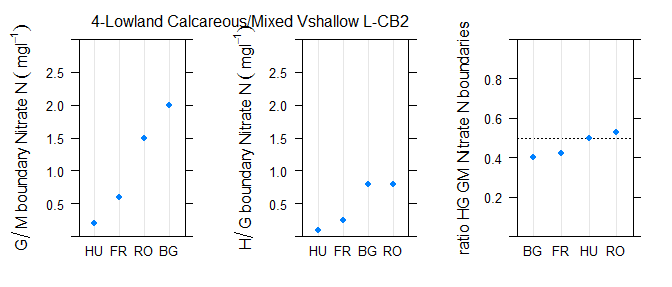 4-Lowland Calcareous/Mixed Vshallow L-CB2
G/M boundary Nitrate N ( mgl⁻¹)
2.5
2.0
1.5
1.0
0.5
HU FR RO BG
H/G boundary Nitrate N ( mgl⁻¹)
2.5
2.0
1.5
1.0
0.5
HU FR BG RO
ratio HG GM Nitrate N boundaries
0.8
0.6
0.4
0.2
BG FR HU RO